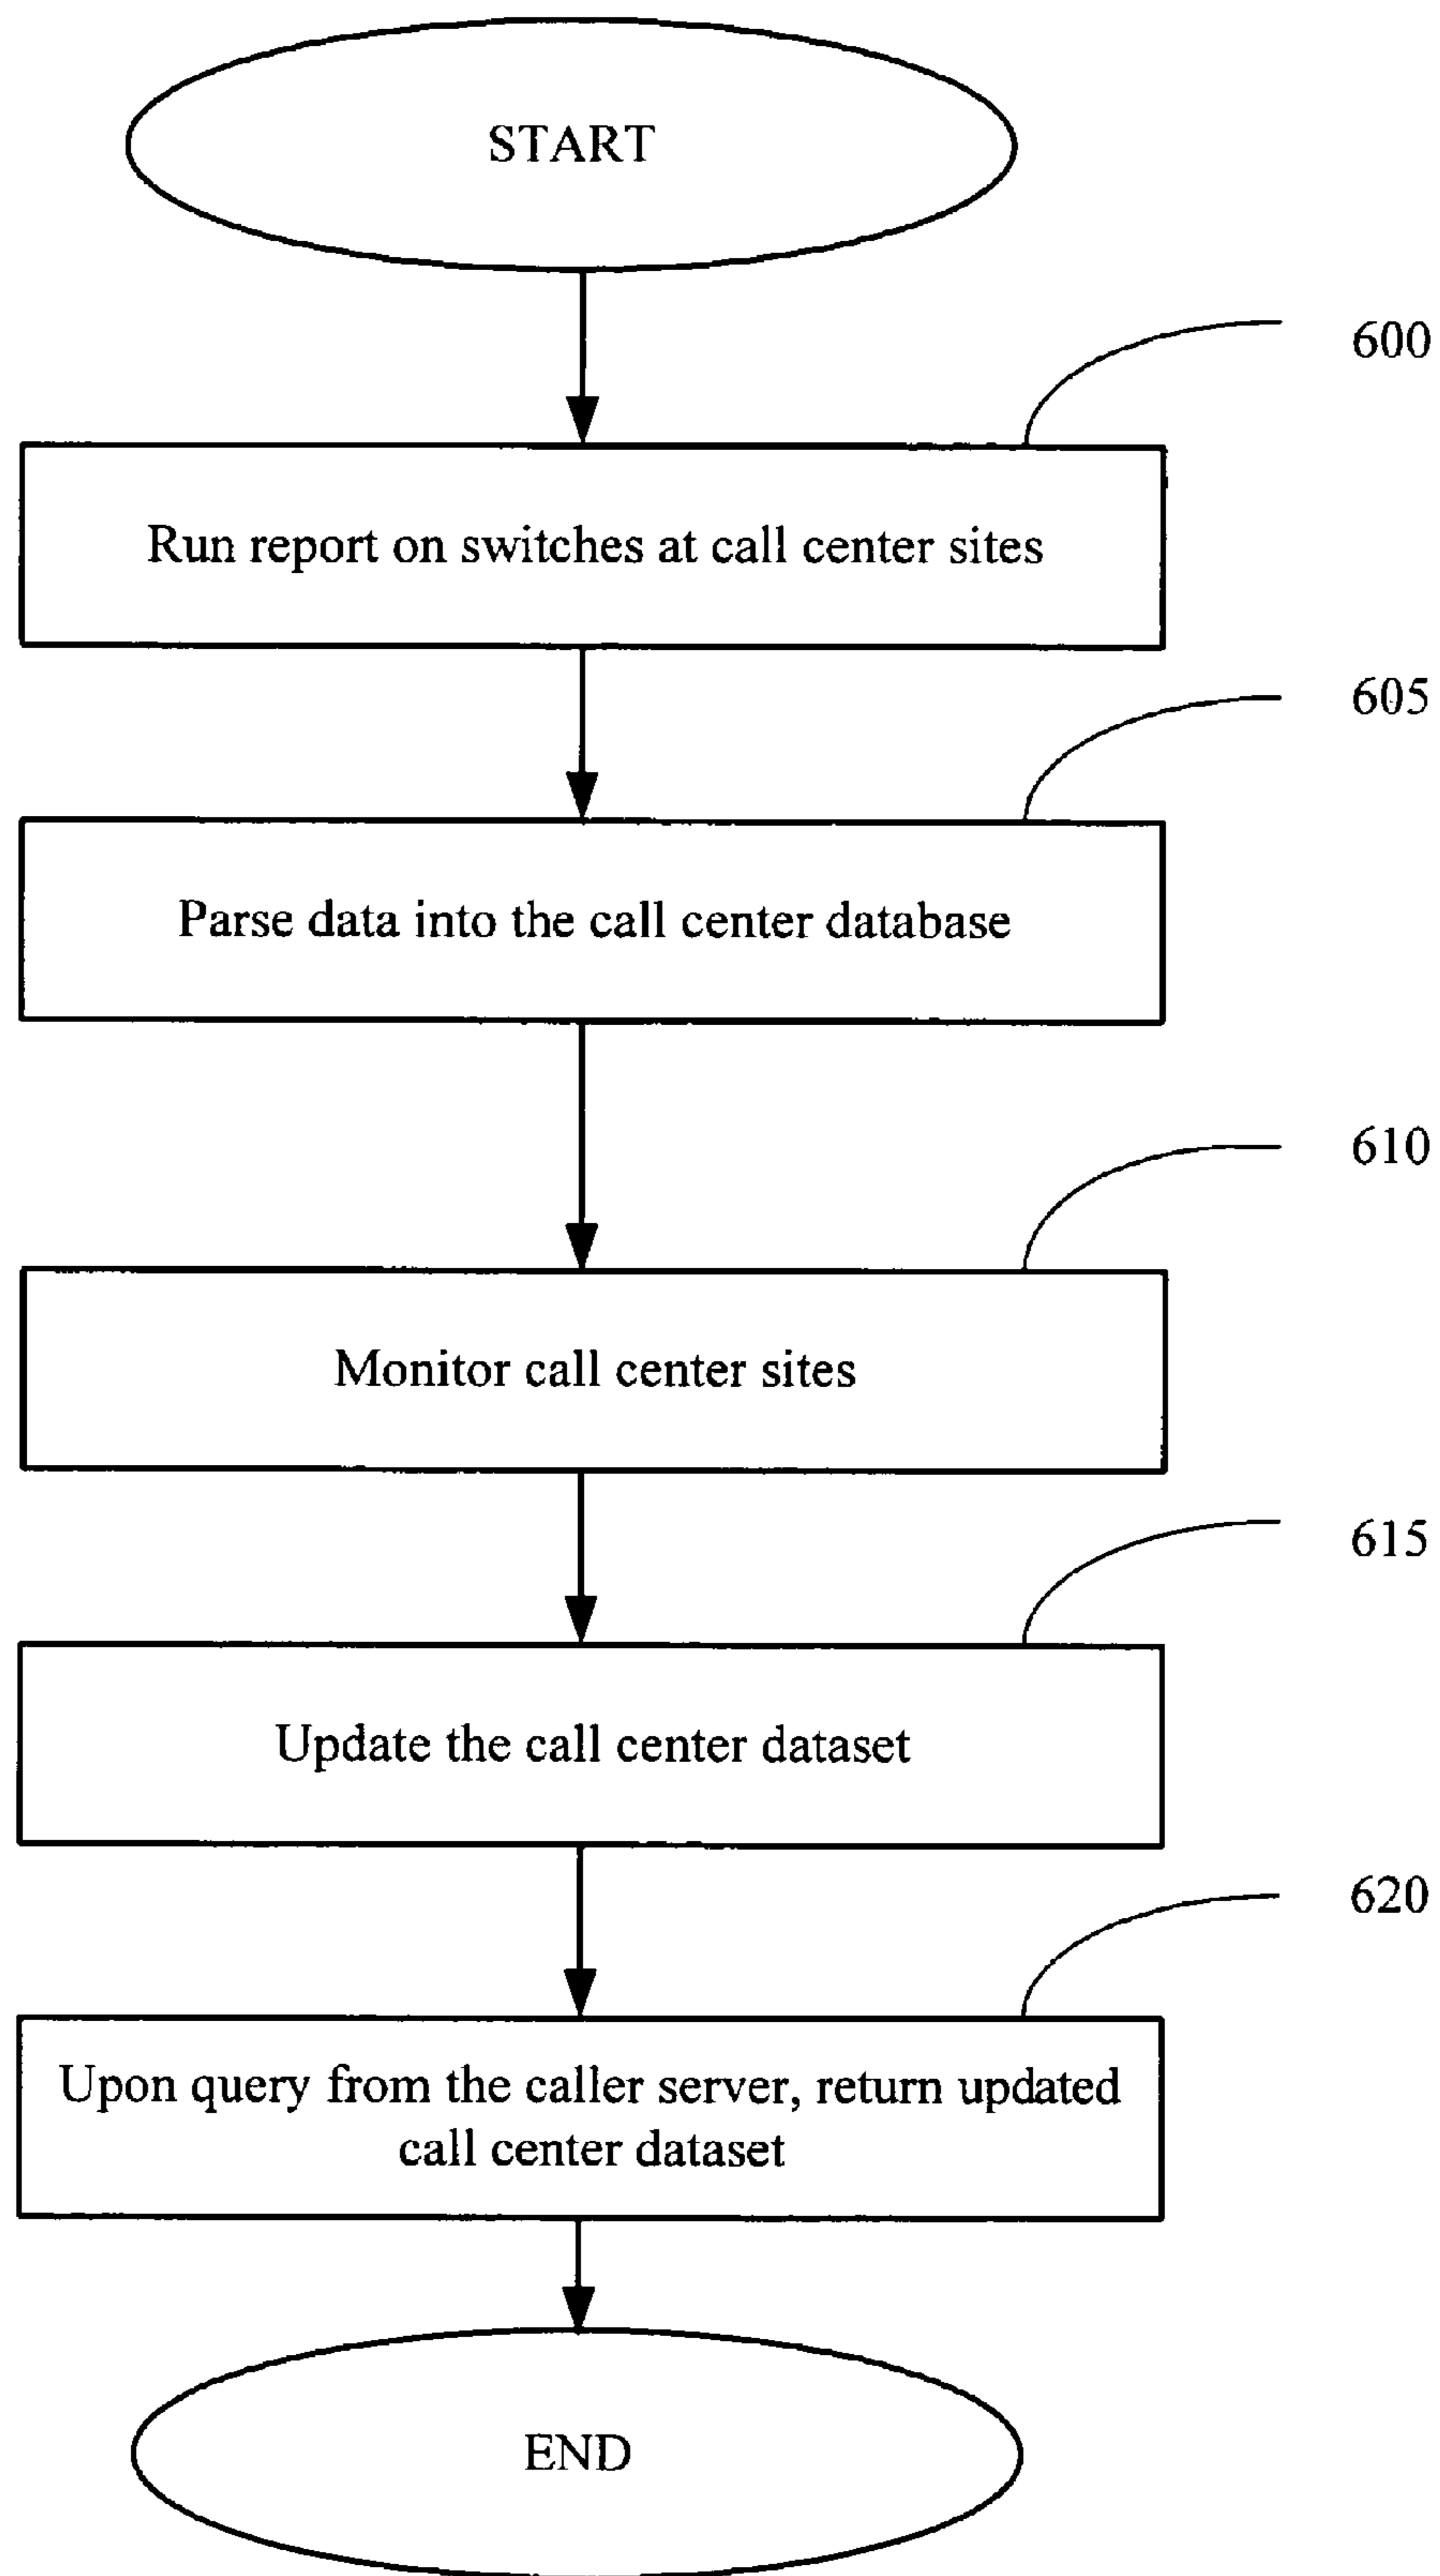 START
600
Run report on switches at call center sites
605
Parse data into the call center database
610
Monitor call center sites
615
Update the call center dataset
620
Upon query from the caller server, return updated
call center dataset
END